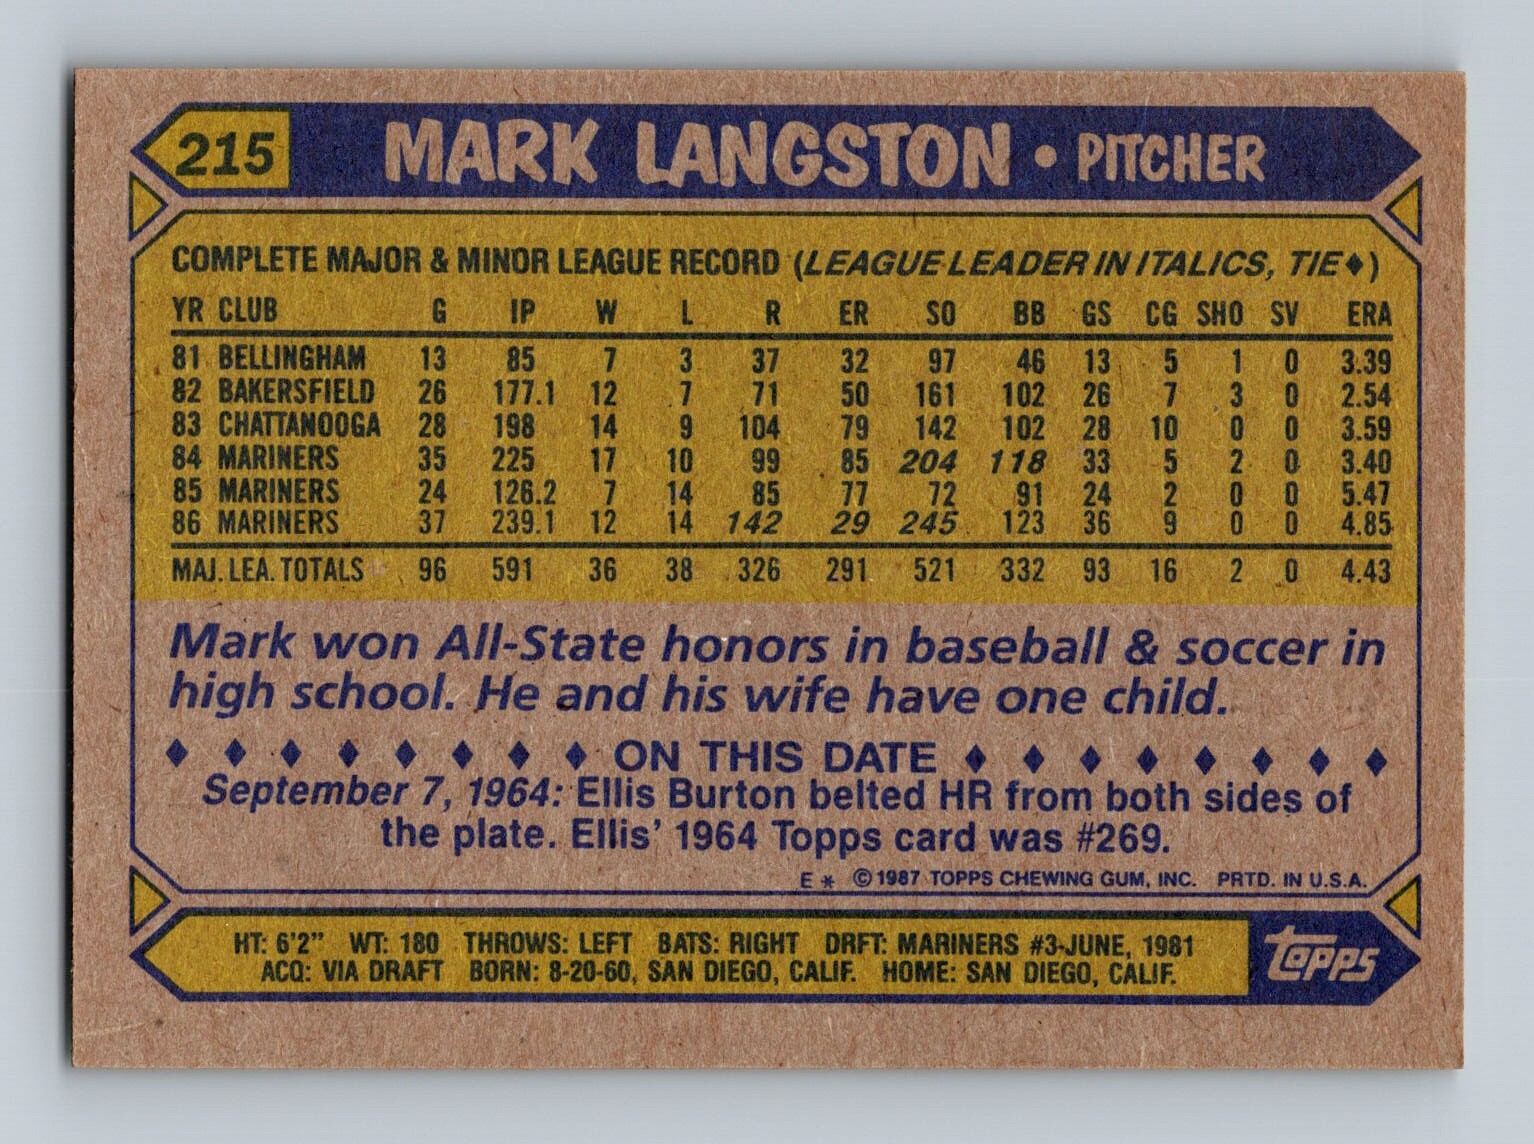 215 MARK LANGSTON • PITCHER
COMPLETE MAJOR & MINOR LEAGUE RECORD (LEAGUE LEADER IN ITALICS, TIE♦)
YR CLUB G IP W L R ER SO BB GS CG SHO SV ERA
81 BELLINGHAM 13 85 7 3 37 32 97 46 13 5 1 0 3.39
82 BAKERSFIELD 26 177.1 12 7 71 50 161 102 26 7 3 0 2.54
83 CHATTANOOGA 28 198 14 9 104 79 142 102 28 10 0 0 3.59
84 MARINERS 35 225 17 10 99 85 204 118 33 5 2 0 3.40
85 MARINERS 24 126.2 7 14 85 77 72 91 24 2 0 0 5.47
86 MARINERS 37 239.1 12 14 142 29 245 123 36 9 0 0 4.85
MAJ. LEA. TOTALS 96 591 36 38 326 291 521 332 93 16 2 0 4.43
Mark won All-State honors in baseball & soccer in
high school. He and his wife have one child.
♦ ♦ ♦ ♦ ♦ ♦ ♦ ♦ ON THIS DATE ♦ ♦ ♦ ♦ ♦ ♦ ♦ ♦
September 7, 1964: Ellis Burton belted HR from both sides of
the plate. Ellis' 1964 Topps card was #269.
E * © 1987 TOPPS CHEWING GUM, INC. PRTD. IN U.S.A.
HT: 6'2" WT: 180 THROWS: LEFT BATS: RIGHT DRFT: MARINERS #3-JUNE, 1981
ACQ: VIA DRAFT BORN: 8-20-60, SAN DIEGO, CALIF. HOME: SAN DIEGO, CALIF.
Topps